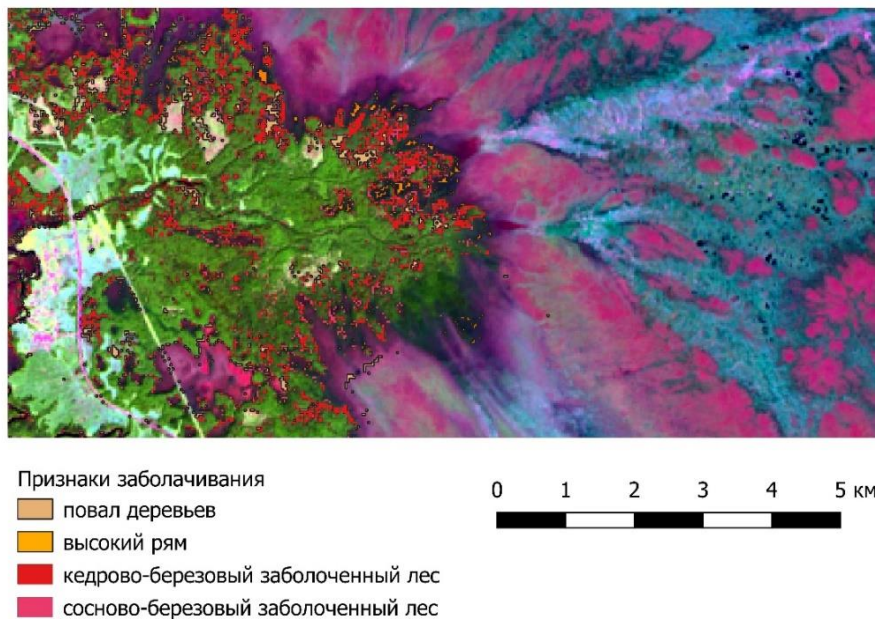 Признаки заболачивания
повал деревьев
высокий рям
кедрово-березовый заболоченный лес
сосново-березовый заболоченный лес
0 1 2 3 4 5 км